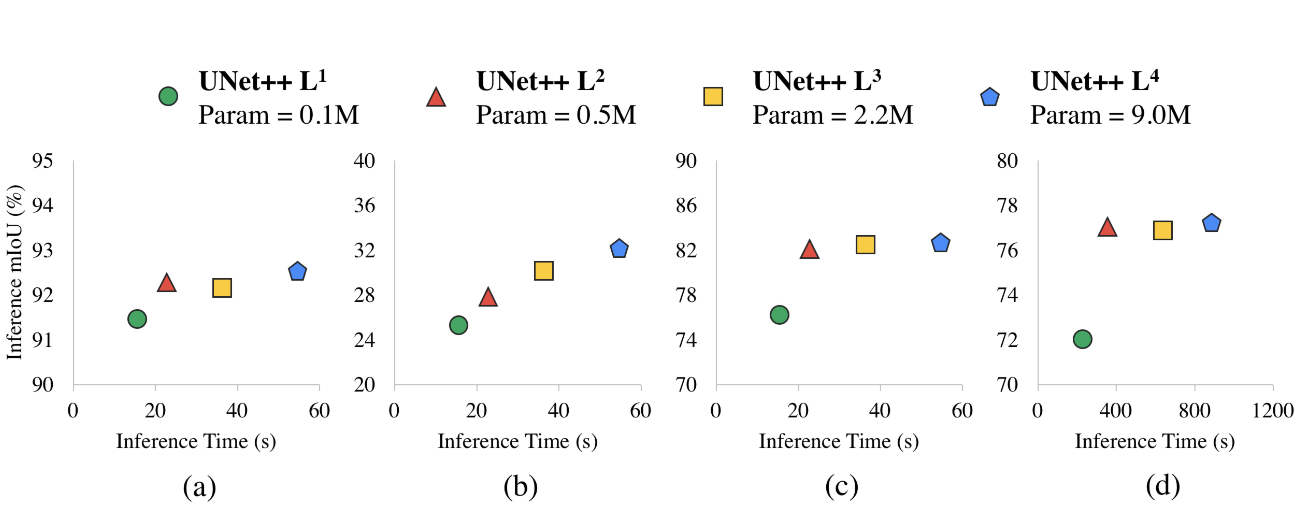 UNet++ L¹
Param = 0.1M
UNet++ L²
Param = 0.5M
UNet++ L³
Param = 2.2M
UNet++ L⁴
Param = 9.0M
Inference mIoU (%)
95
94
93
92
91
90
0 20 40 60
Inference Time (s)
(a)
40
36
32
28
24
20
0 20 40 60
Inference Time (s)
(b)
90
86
82
78
74
70
0 20 40 60
Inference Time (s)
(c)
80
78
76
74
72
70
0 400 800 1200
Inference Time (s)
(d)